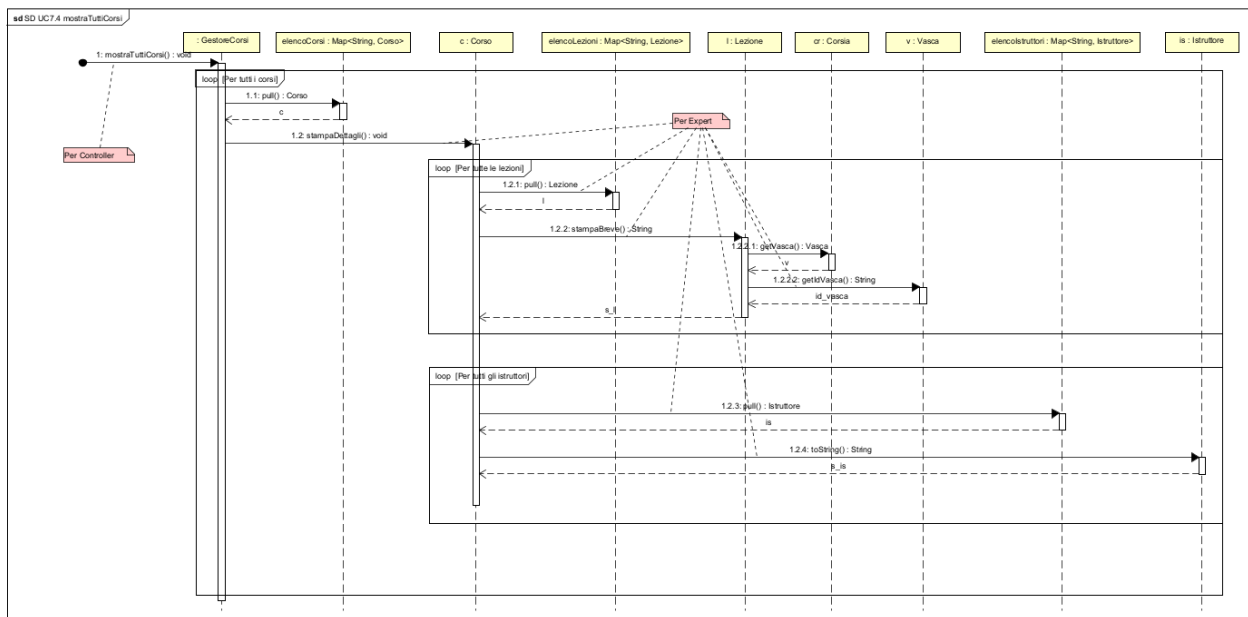 sd SD UC7.4 mostraTuttiCorsi
: GestoreCorsi
elencoCorsi : Map<String, Corso>
c : Corso
elencoLezioni : Map<String, Lezione>
l : Lezione
cr : Corsia
v : Vasca
elencoIstruttori : Map<String, Istruttore>
is : Istruttore
1: mostraTuttiCorsi() : void
loop [Per tutti i corsi]
1.1: pull() : Corso
c
Per Expert
1.2: stampaDettagli() : void
Per Controller
loop [Per tutte le lezioni]
1.2.1: pull() : Lezione
l
1.2.2: stampaBreve() : String
1.2.2.1: getVasca() : Vasca
v
1.2.2.2: getIdVasca() : String
id_vasca
s_l
loop [Per tutti gli istruttori]
1.2.3: pull() : Istruttore
is
1.2.4: toString() : String
s_is